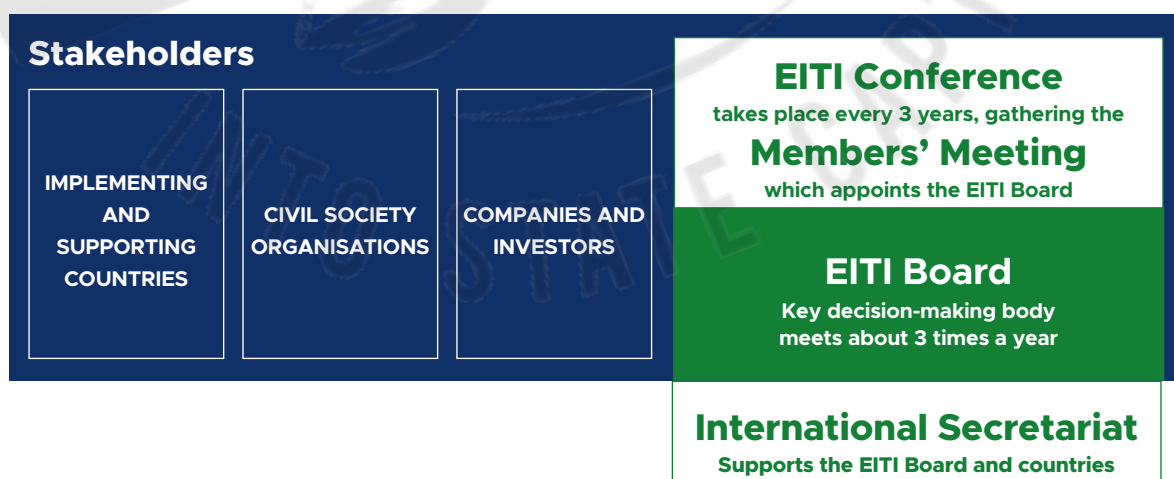 Stakeholders
IMPLEMENTING
AND
SUPPORTING
COUNTRIES
CIVIL SOCIETY
ORGANISATIONS
COMPANIES AND
INVESTORS
EITI Conference
takes place every 3 years, gathering the
Members’ Meeting
which appoints the EITI Board
EITI Board
Key decision-making body
meets about 3 times a year
International Secretariat
Supports the EITI Board and countries
INTO STATE